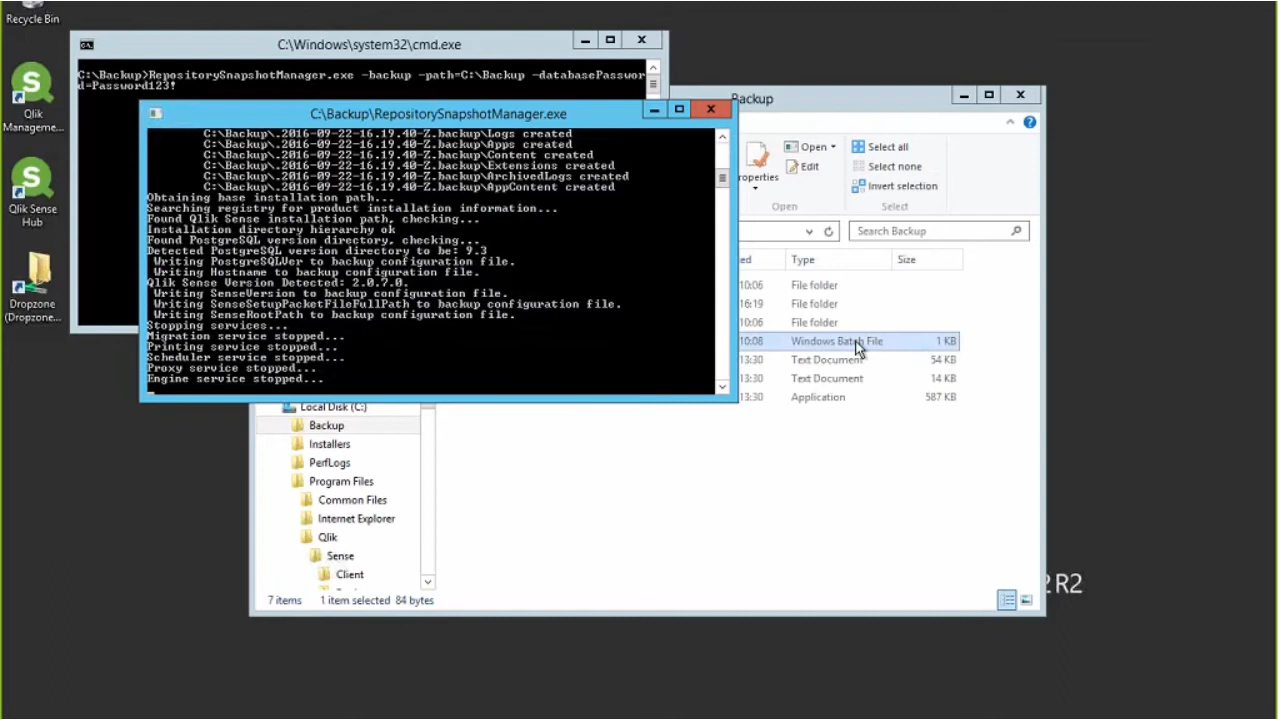 Recycle Bin
Qlik
Manageme...
Qlik Sense
Hub
Dropzone
(Dropzone...
C:\Windows\system32\cmd.exe
C:\Backup>RepositorySnapshotManager.exe -backup -path=C:\Backup -databasePasswor
d=Password123!
C:\Backup\RepositorySnapshotManager.exe
C:\Backup\.2016-09-22-16.19.40-Z.backup\Logs created
C:\Backup\.2016-09-22-16.19.40-Z.backup\Apps created
C:\Backup\.2016-09-22-16.19.40-Z.backup\Content created
C:\Backup\.2016-09-22-16.19.40-Z.backup\Extensions created
C:\Backup\.2016-09-22-16.19.40-Z.backup\ArchivedLogs created
C:\Backup\.2016-09-22-16.19.40-Z.backup\AppContent created
Obtaining base installation path...
Searching registry for product installation information...
Found Qlik Sense installation path, checking...
Installation directory hierarchy ok
Found PostgreSQL version directory, checking...
Detected PostgreSQL version directory to be: 9.3
Writing PostgreSQLVer to backup configuration file.
Writing Hostname to backup configuration file.
Qlik Sense Version Detected: 2.0.7.0.
Writing SenseVersion to backup configuration file.
Writing SenseSetupPacketFileFullPath to backup configuration file.
Writing SenseRootPath to backup configuration file.
Stopping services...
Migration service stopped...
Printing service stopped...
Scheduler service stopped...
Proxy service stopped...
Engine service stopped...
Backup
Open
Select all
roperties
Edit
Select none
Invert selection
Open
Select
Search Backup
ed
Type
Size
10:06 File folder
16:19 File folder
10:06 File folder
10:08 Windows Batch File 1 KB
13:30 Text Document 54 KB
13:30 Text Document 14 KB
13:30 Application 587 KB
Local Disk (C:)
Backup
Installers
PerfLogs
Program Files
Common Files
Internet Explorer
Qlik
Sense
Client
7 items 1 item selected 84 bytes
2 R2